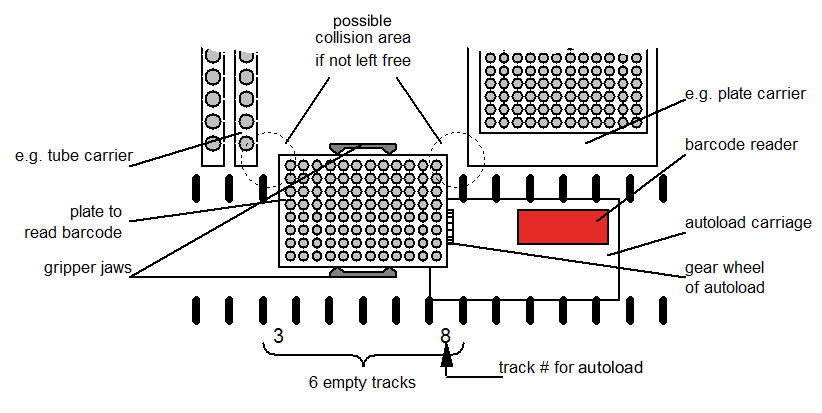 possible
collision area
if not left free
e.g. plate carrier
barcode reader
e.g. tube carrier
plate to
read barcode
autoload carriage
gripper jaws
gear wheel
of autoload
3
8
6 empty tracks
track # for autoload